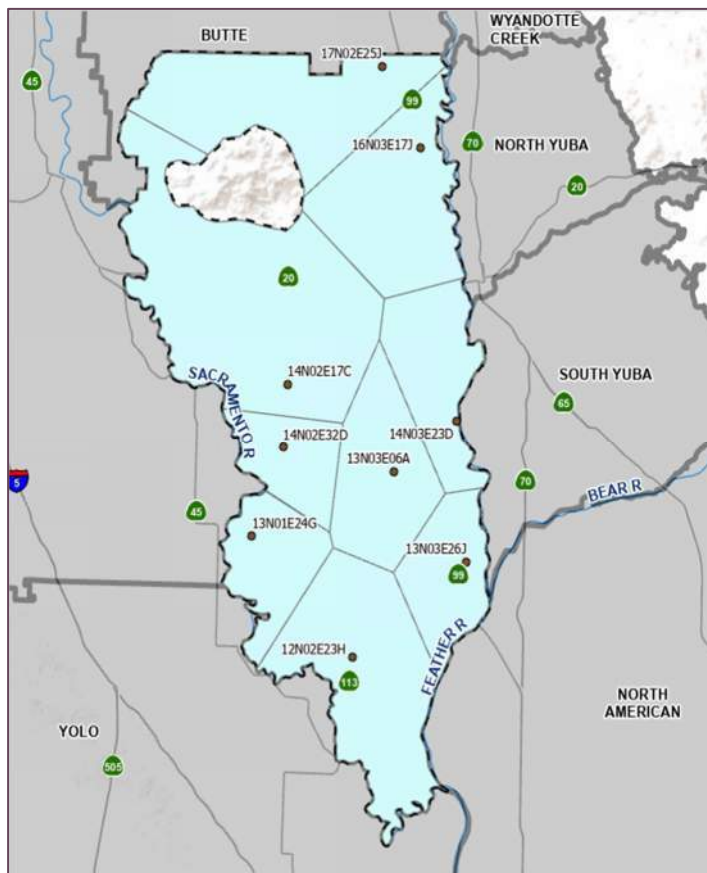 BUTTE
WYANDOTTE
CREEK
17N02E25J
45
99
16N03E17J
70
NORTH YUBA
20
20
SACRAMENTO R
14N02E17C
SOUTH YUBA
65
14N03E23D
14N02E32D
13N03E06A
5
70
BEAR R
45
13N01E24G
13N03E26J
99
FEATHER R
12N02E23H
113
NORTH
AMERICAN
YOLO
505